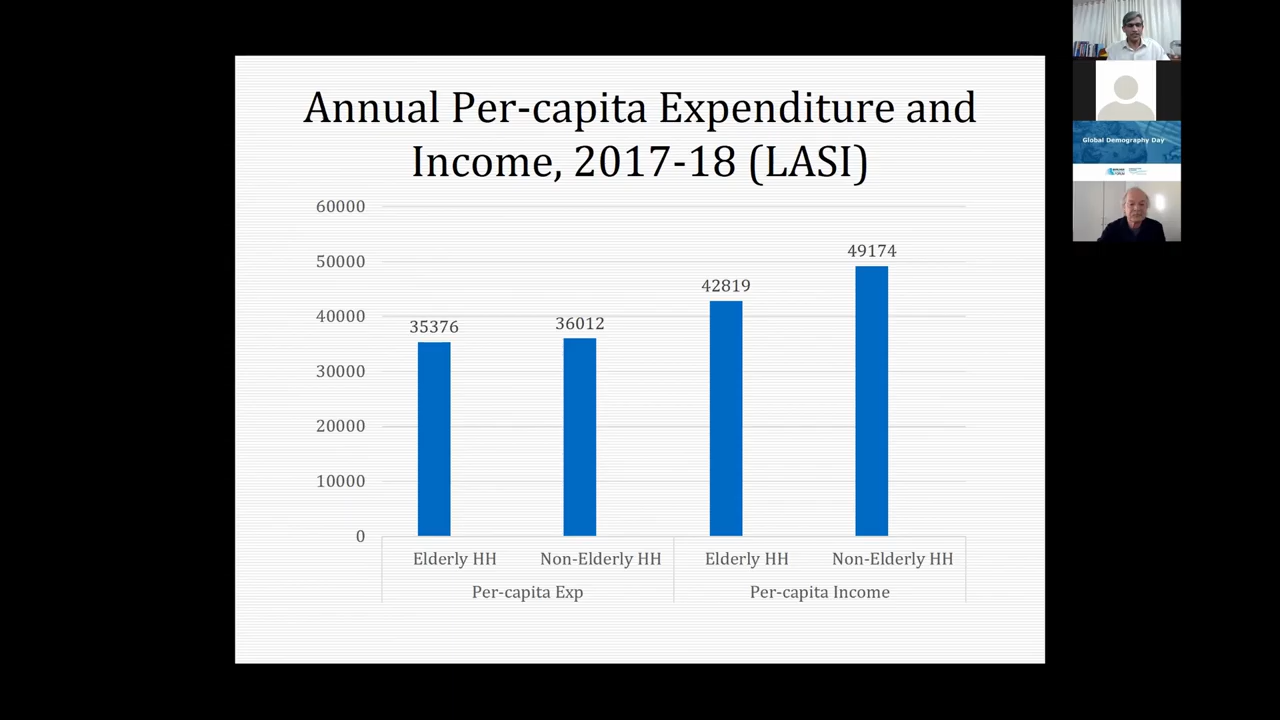 Annual Per-capita Expenditure and
Income, 2017-18 (LASI)
60000
50000
40000
30000
20000
10000
0
35376
36012
42819
49174
Elderly HH
Non-Elderly HH
Elderly HH
Non-Elderly HH
Per-capita Exp
Per-capita Income
Global Demography Day